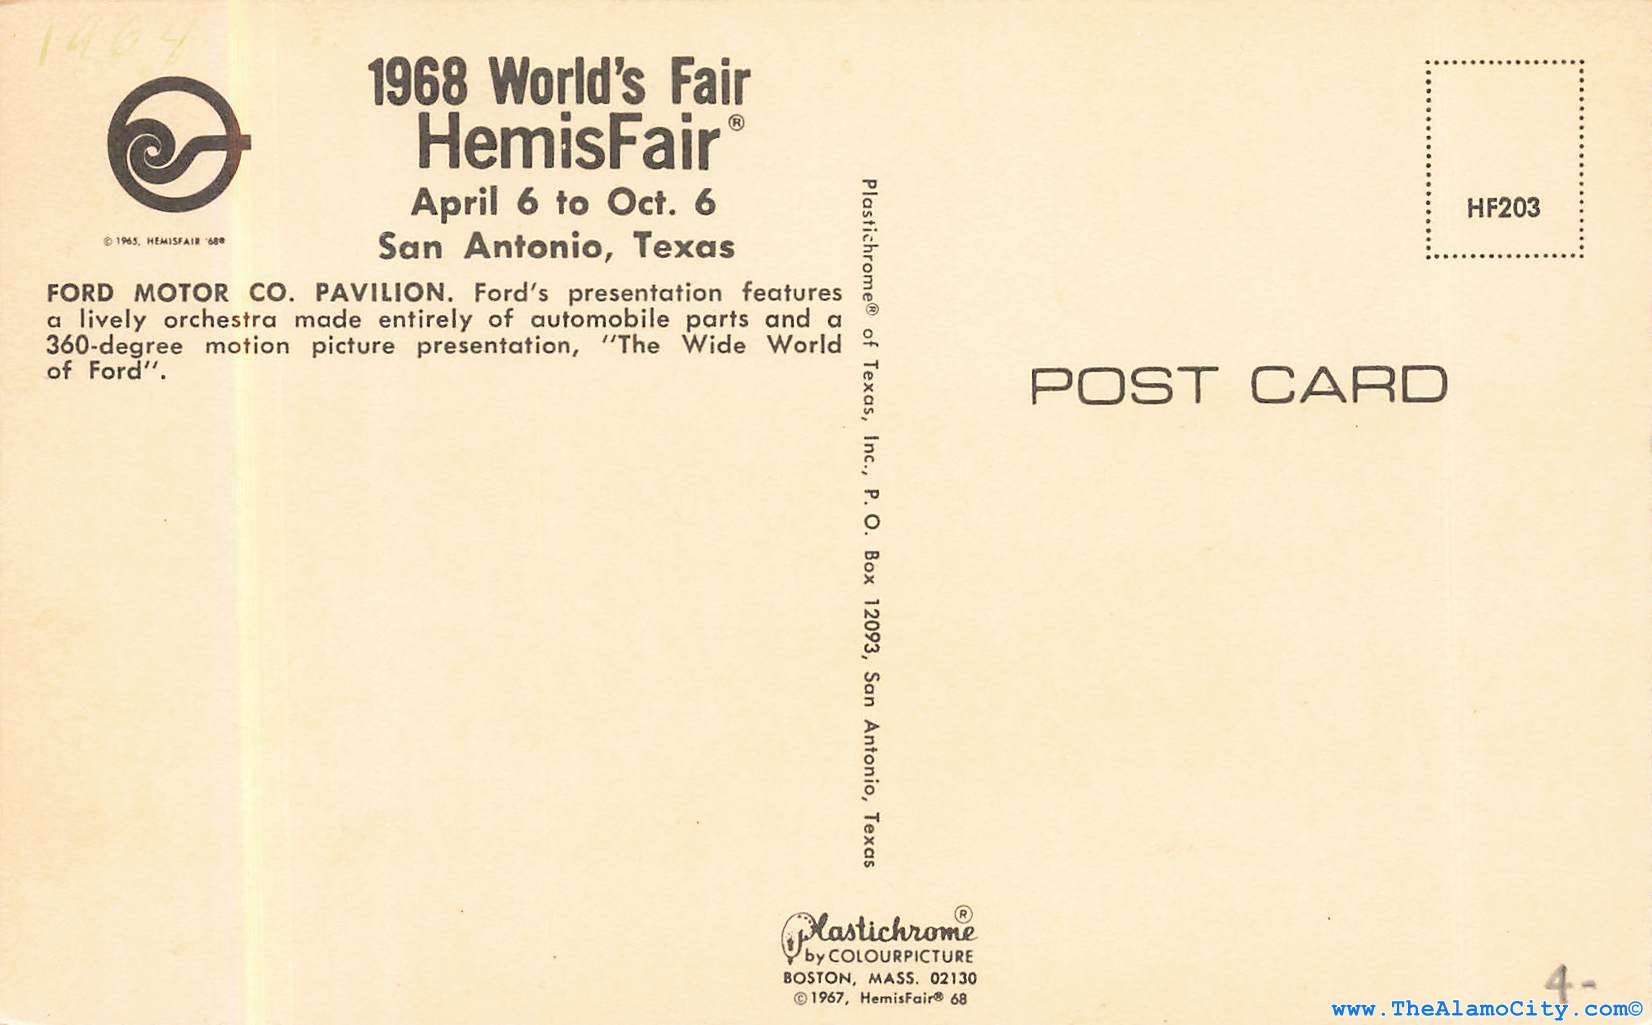 1964
1968 World's Fair
HemisFair®
April 6 to Oct. 6
San Antonio, Texas
© 1965, HEMISFAIR '68®
FORD MOTOR CO. PAVILION. Ford's presentation features
a lively orchestra made entirely of automobile parts and a
360-degree motion picture presentation, "The Wide World
of Ford".
Plastichrome® of Texas, Inc., P. O. Box 12093, San Antonio, Texas
HF203
POST CARD
Plastichrome®
by COLOURPICTURE
BOSTON, MASS. 02130
© 1967, HemisFair® 68
4-
www.TheAlamoCity.com©